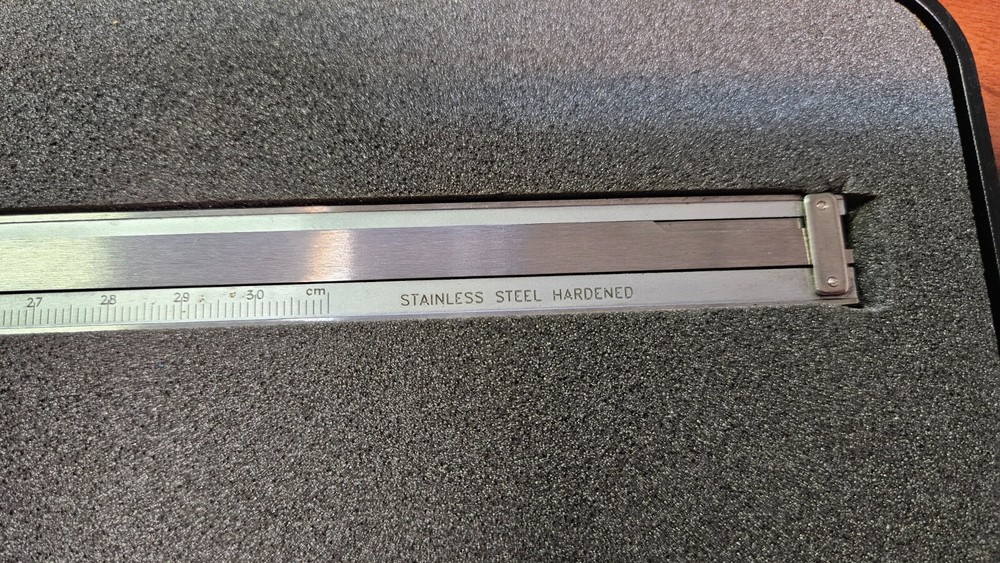 27 28 29 30 cm
STAINLESS STEEL HARDENED